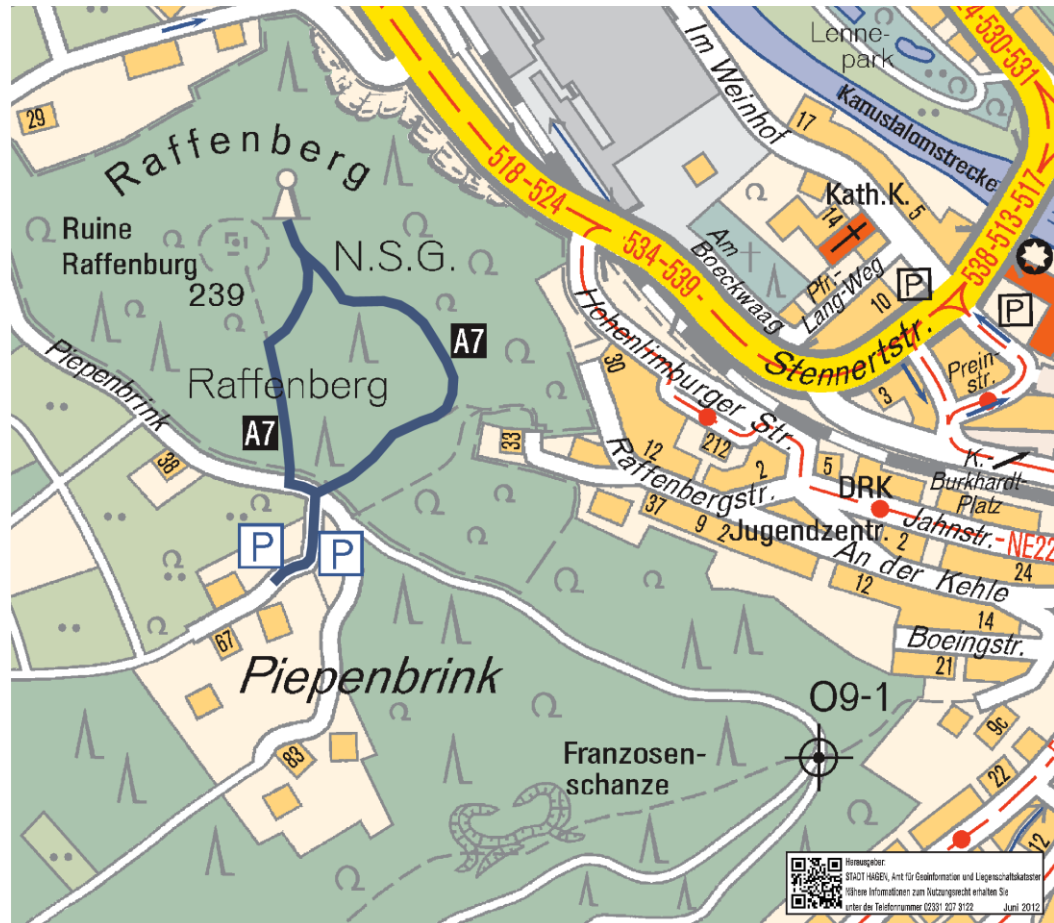 Lenne-
park
24-530-531
Kanuslalomstrecke
Im Weinhof
17
29
Raffenberg
518-524
Kath.K.
14
5
Ruine
Raffenburg
239
N.S.G.
Am
Boeckwaag
534-539-
Pfr.-
Lang-Weg
10
P
538-513-517
P
Stennertstr.
Prein-
str.
3
Piepenbrink
A7
Raffenberg
A7
Hohenlimburger Str.
30
33
12
212
2
Raffenbergstr.
5
DRK
K.
Burkhardt-
Platz
38
37
9
2
Jugendzentr.
Jahnstr.
NE22
2
24
An der Kehle
12
14
P
P
Boeingstr.
21
67
Piepenbrink
O9-1
9c
83
Franzosen-
schanze
22
12
Herausgeber:
STADT HAGEN, Amt für Geoinformation und Liegenschaftskataster
Nähere Informationen zum Nutzungsrecht erhalten Sie
unter der Telefonnummer 02331 207 3122 Juni 2012